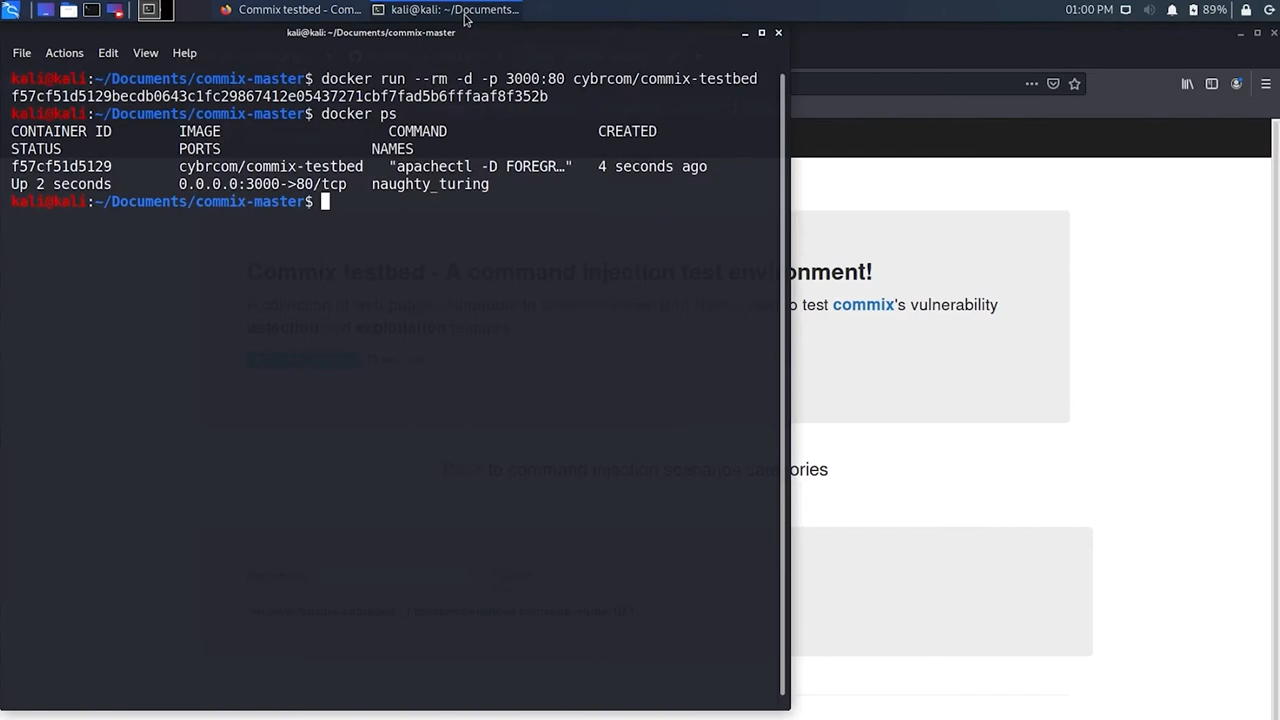 Commix testbed - Com...
kali@kali: ~/Documents...
01:00 PM
89%
kali@kali: ~/Documents/commix-master
File Actions Edit View Help
kali@kali:~/Documents/commix-master$ docker run --rm -d -p 3000:80 cybrcom/commix-testbed
f57cf51d5129becdb0643c1fc29867412e05437271cbf7fad5b6fffaaf8f352b
kali@kali:~/Documents/commix-master$ docker ps
CONTAINER ID IMAGE COMMAND CREATED
STATUS PORTS NAMES
f57cf51d5129 cybrcom/commix-testbed "apachectl -D FOREGR…" 4 seconds ago
Up 2 seconds 0.0.0.0:3000->80/tcp naughty_turing
kali@kali:~/Documents/commix-master$
Commix testbed - A command injection test environment!
to test commix's vulnerability
detection and exploitation features.
Back to command injection scenarios categories